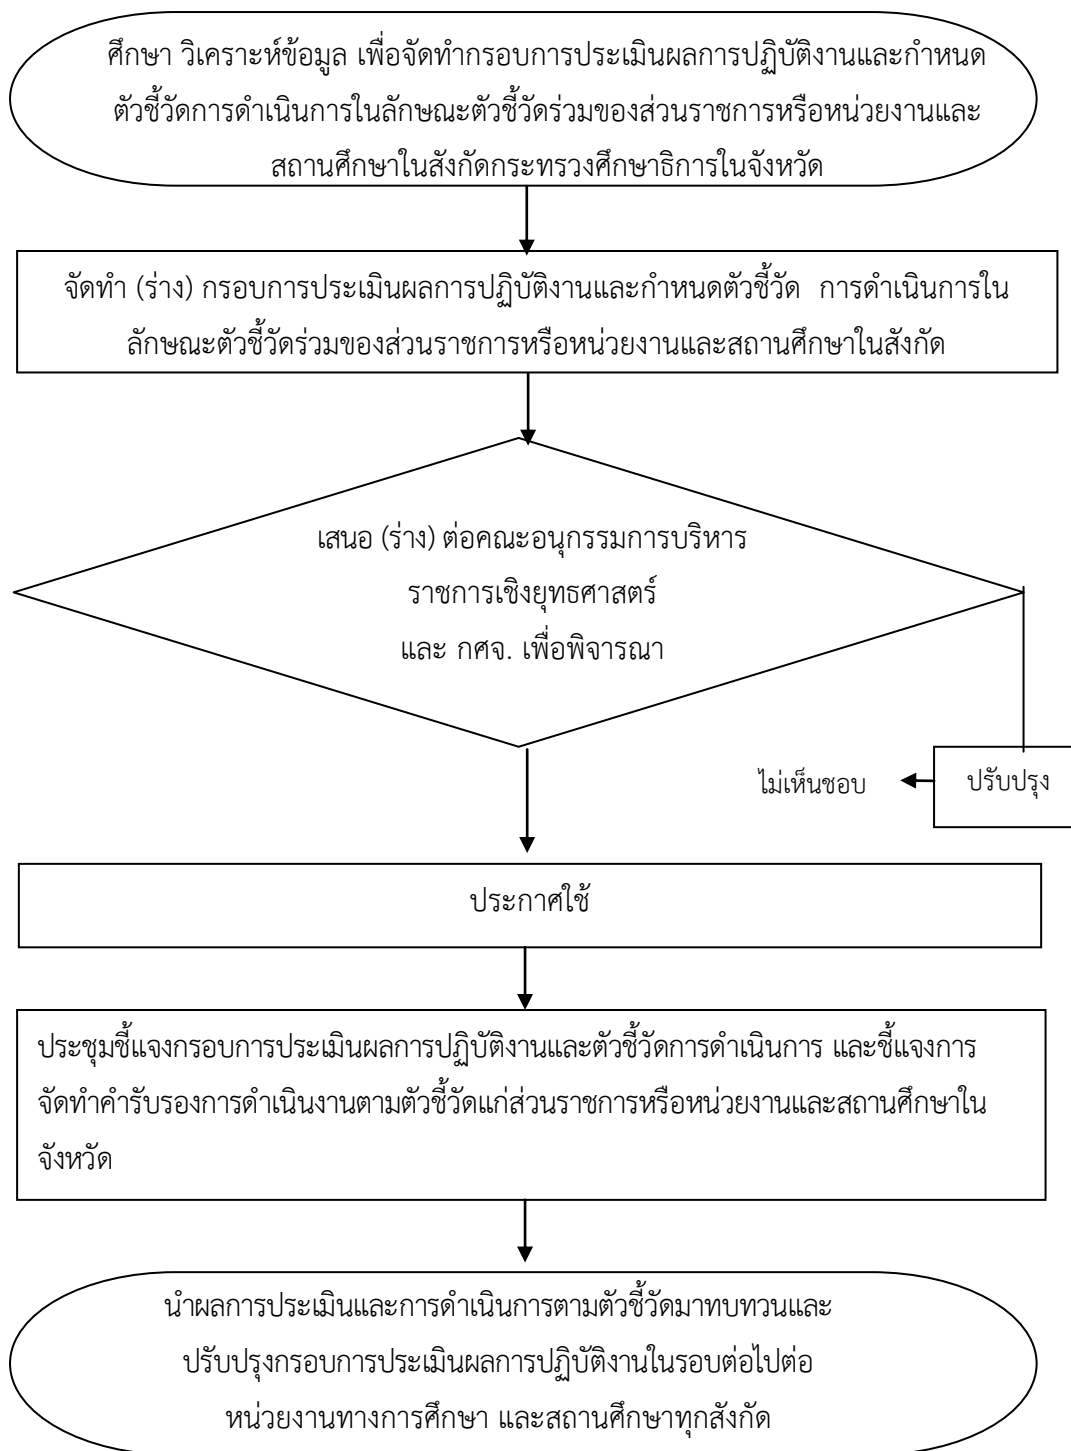 ศึกษา วิเคราะห์ข้อมูล เพื่อจัดทำกรอบการประเมินผลการปฏิบัติงานและกำหนด
ตัวชี้วัดการดำเนินการในลักษณะตัวชี้วัดร่วมของส่วนราชการหรือหน่วยงานและ
สถานศึกษาในสังกัดกระทรวงศึกษาธิการในจังหวัด
จัดทำ (ร่าง) กรอบการประเมินผลการปฏิบัติงานและกำหนดตัวชี้วัด การดำเนินการใน
ลักษณะตัวชี้วัดร่วมของส่วนราชการหรือหน่วยงานและสถานศึกษาในสังกัด
เสนอ (ร่าง) ต่อคณะอนุกรรมการบริหาร
ราชการเชิงยุทธศาสตร์
และ กศจ. เพื่อพิจารณา
ไม่เห็นชอบ
ปรับปรุง
ประกาศใช้
ประชุมชี้แจงกรอบการประเมินผลการปฏิบัติงานและตัวชี้วัดการดำเนินการ และชี้แจงการ
จัดทำคำรับรองการดำเนินงานตามตัวชี้วัดแก่ส่วนราชการหรือหน่วยงานและสถานศึกษาใน
จังหวัด
นำผลการประเมินและการดำเนินการตามตัวชี้วัดมาทบทวนและ
ปรับปรุงกรอบการประเมินผลการปฏิบัติงานในรอบต่อไปต่อ
หน่วยงานทางการศึกษา และสถานศึกษาทุกสังกัด